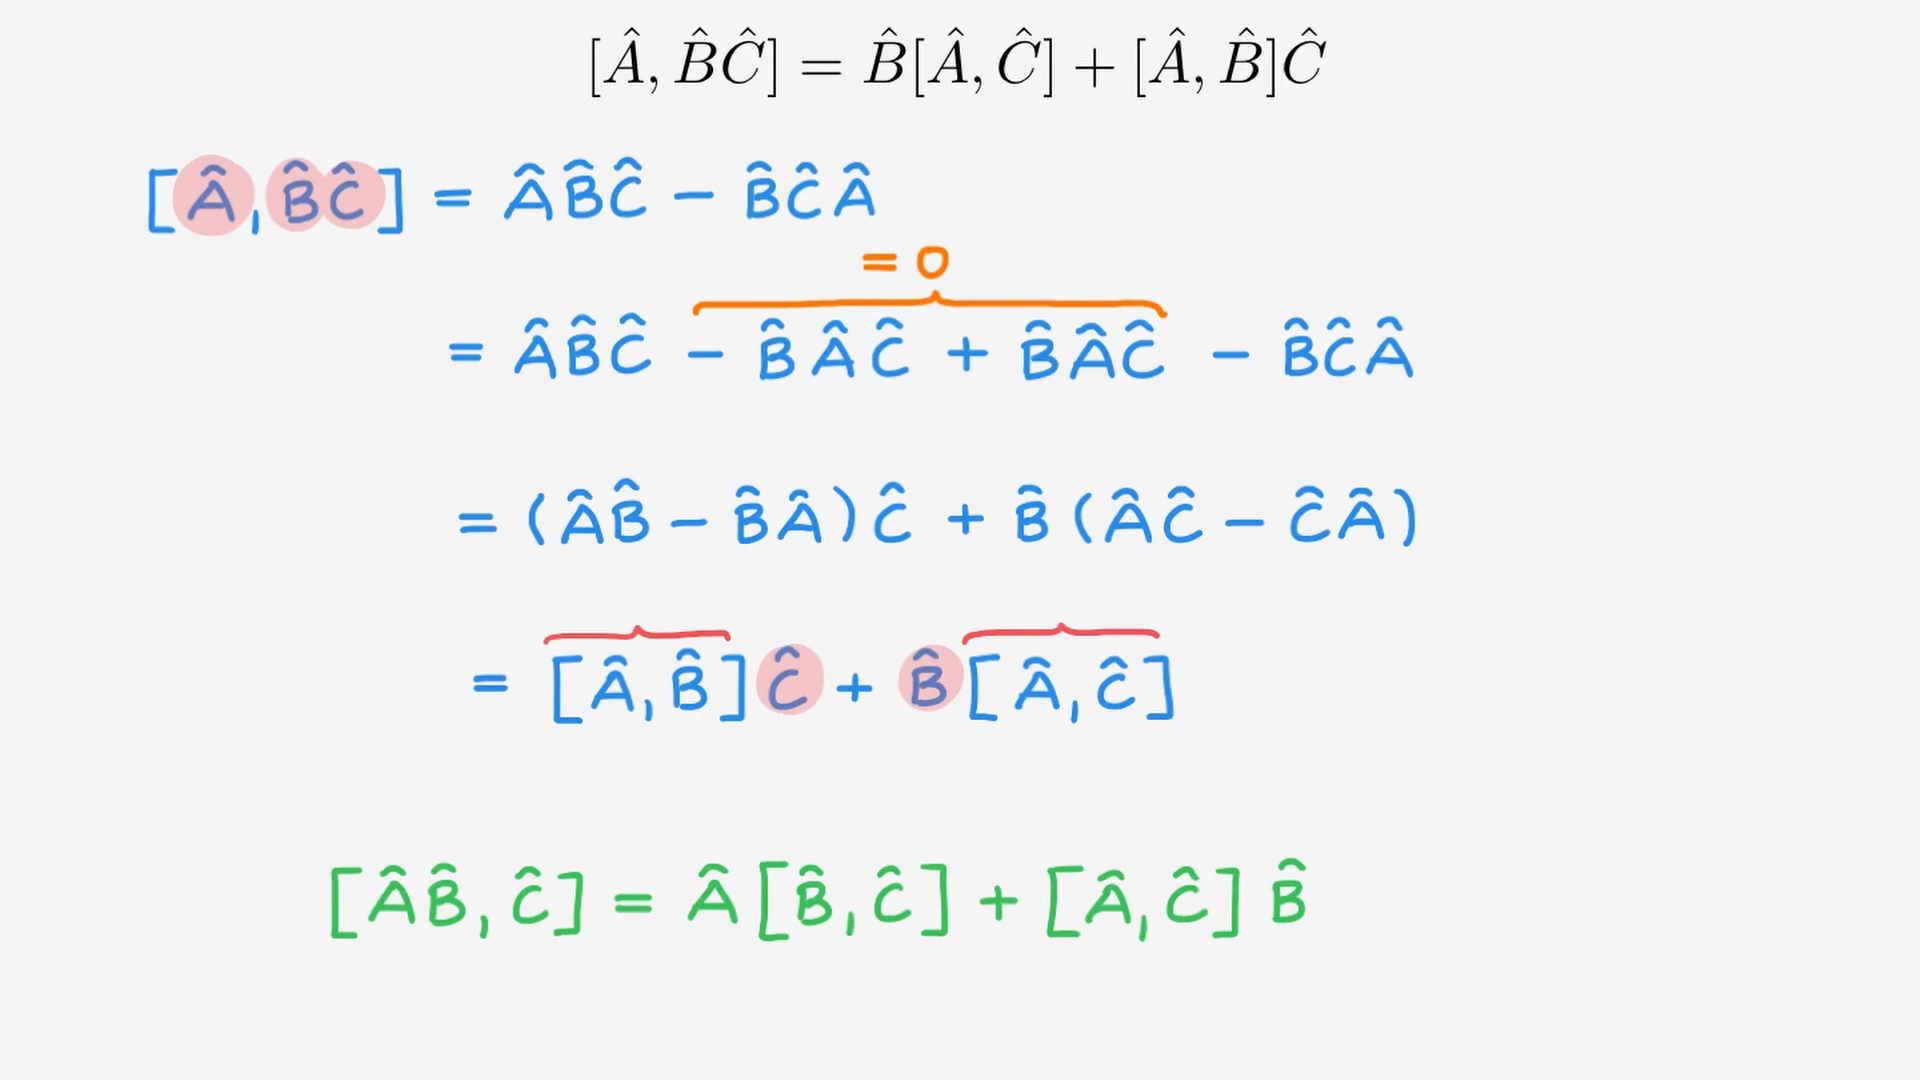 [Â, B̂Ĉ] = B̂[Â, Ĉ] + [Â, B̂]Ĉ
[Â, B̂Ĉ] = ÂB̂Ĉ − B̂ĈÂ
= 0
= ÂB̂Ĉ − B̂ÂĈ + B̂ÂĈ − B̂ĈÂ
= (ÂB̂ − B̂Â)Ĉ + B̂(ÂĈ − ĈÂ)
= [Â, B̂]Ĉ + B̂[Â, Ĉ]
[ÂB̂, Ĉ] = Â[B̂, Ĉ] + [Â, Ĉ]B̂